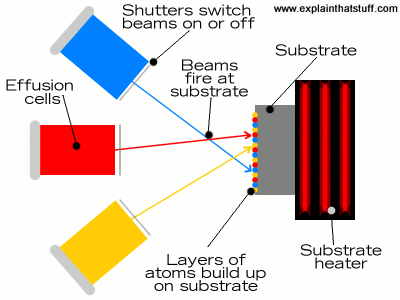 www.explainthatstuff.com
Shutters switch
beams on or off
Substrate
Beams
fire at
substrate
Effusion
cells
Layers of
atoms build up
on substrate
Substrate
heater